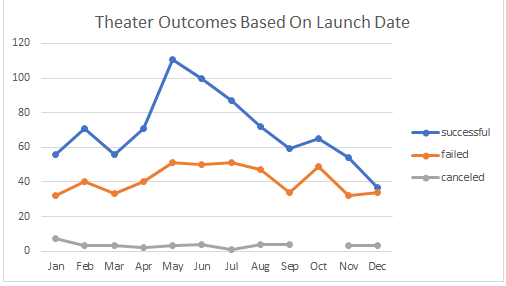 Theater Outcomes Based On Launch Date
120
100
80
60
40
20
0
Jan Feb Mar Apr May Jun Jul Aug Sep Oct Nov Dec
successful
failed
canceled